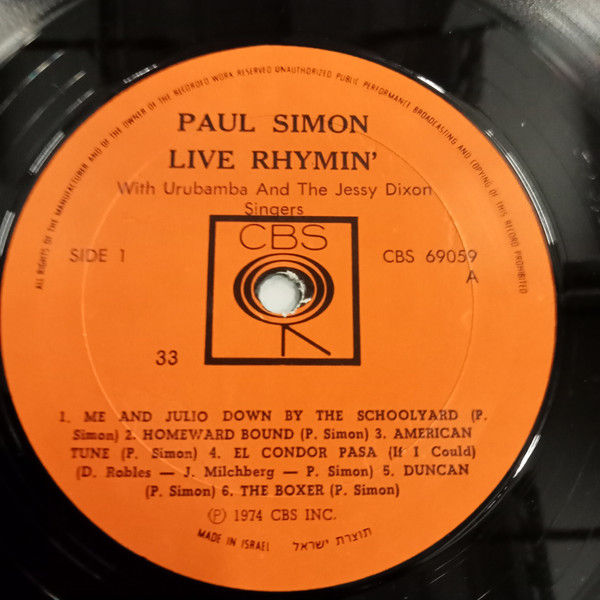 ALL RIGHTS OF THE MANUFACTURER AND OF THE OWNER OF THE RECORDED WORK RESERVED UNAUTHORIZED PUBLIC PERFORMANCE BROADCASTING AND COPYING OF THIS RECORD PROHIBITED
PAUL SIMON
LIVE RHYMIN'
With Urubamba And The Jessy Dixon
Singers
CBS
SIDE 1
CBS 69059
A
33
1. ME AND JULIO DOWN BY THE SCHOOLYARD (P.
Simon) 2. HOMEWARD BOUND (P. Simon) 3. AMERICAN
TUNE (P. Simon) 4. EL CONDOR PASA (If I Could)
(D. Robles — J. Milchberg — P. Simon) 5. DUNCAN
(P. Simon) 6. THE BOXER (P. Simon)
Ⓟ 1974 CBS INC.
MADE IN ISRAEL תוצרת ישראל